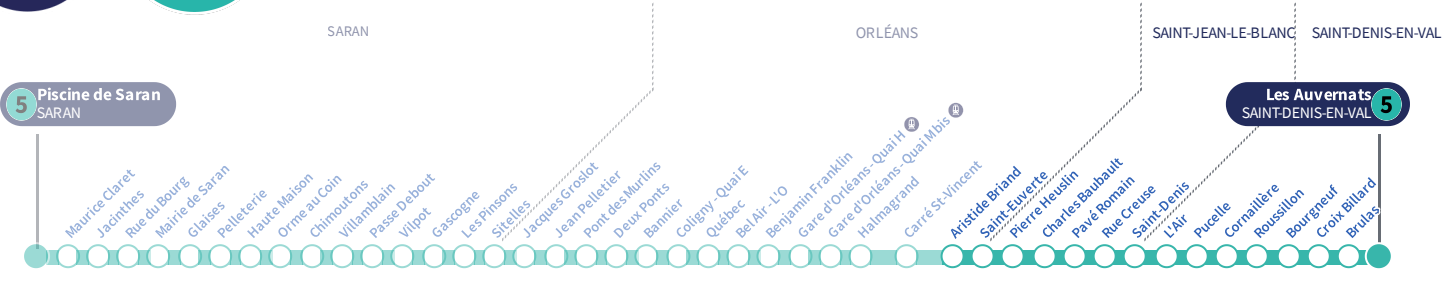 SARAN
ORLÉANS
SAINT-JEAN-LE-BLANC
SAINT-DENIS-EN-VAL
5
Piscine de Saran
SARAN
Les Auvernats
SAINT-DENIS-EN-VAL
5
Maurice Claret
Jacinthes
Rue du Bourg
Mairie de Saran
Glaises
Pelleterie
Haute Maison
Orme au Coin
Chimoutons
Villamblain
Passe Debout
Vilpot
Gascogne
Les Pinsons
Sitelles
Jacques Groslot
Jean Pelletier
Pont des Murlins
Deux Ponts
Bannier
Coligny - Quai E
Québec
Bel Air - L'O
Benjamin Franklin
Gare d'Orléans - Quai H
Gare d'Orléans - Quai Mbis
Halmagrand
Carré St-Vincent
Aristide Briand
Saint-Euverte
Pierre Heuslin
Charles Baubault
Pavé Romain
Rue Creuse
Saint-Denis
L'Air
Pucelle
Cornaillère
Roussillon
Bourgneuf
Croix Billard
Brulas